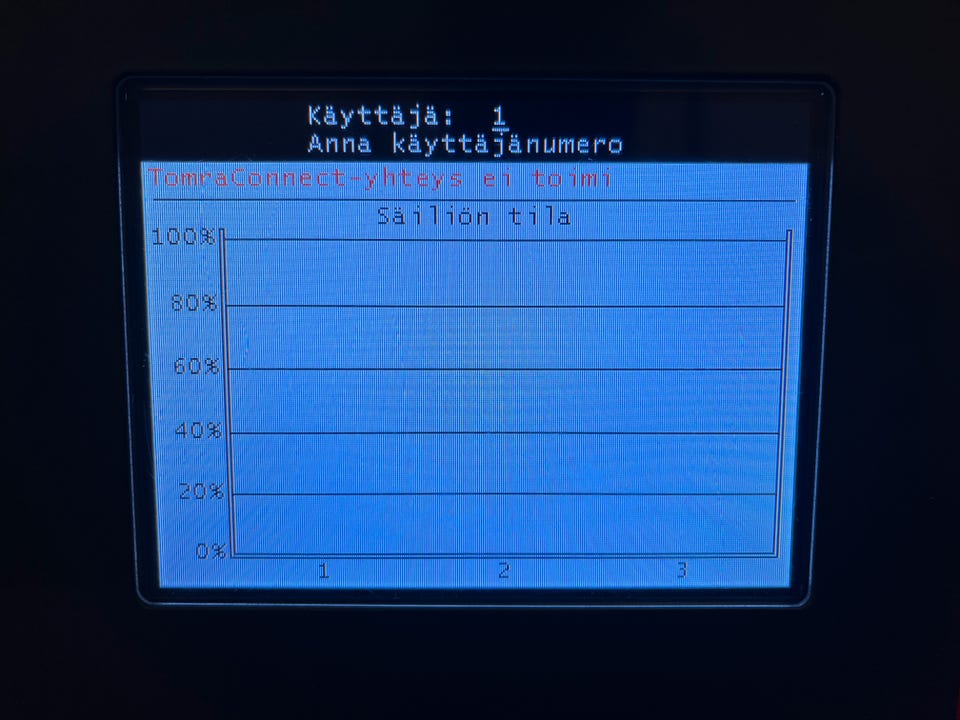 Käyttäjä: 1
Anna käyttäjänumero
TomraConnect-yhteys ei toimi
Säiliön tila
100%
80%
60%
40%
20%
0%
1 2 3